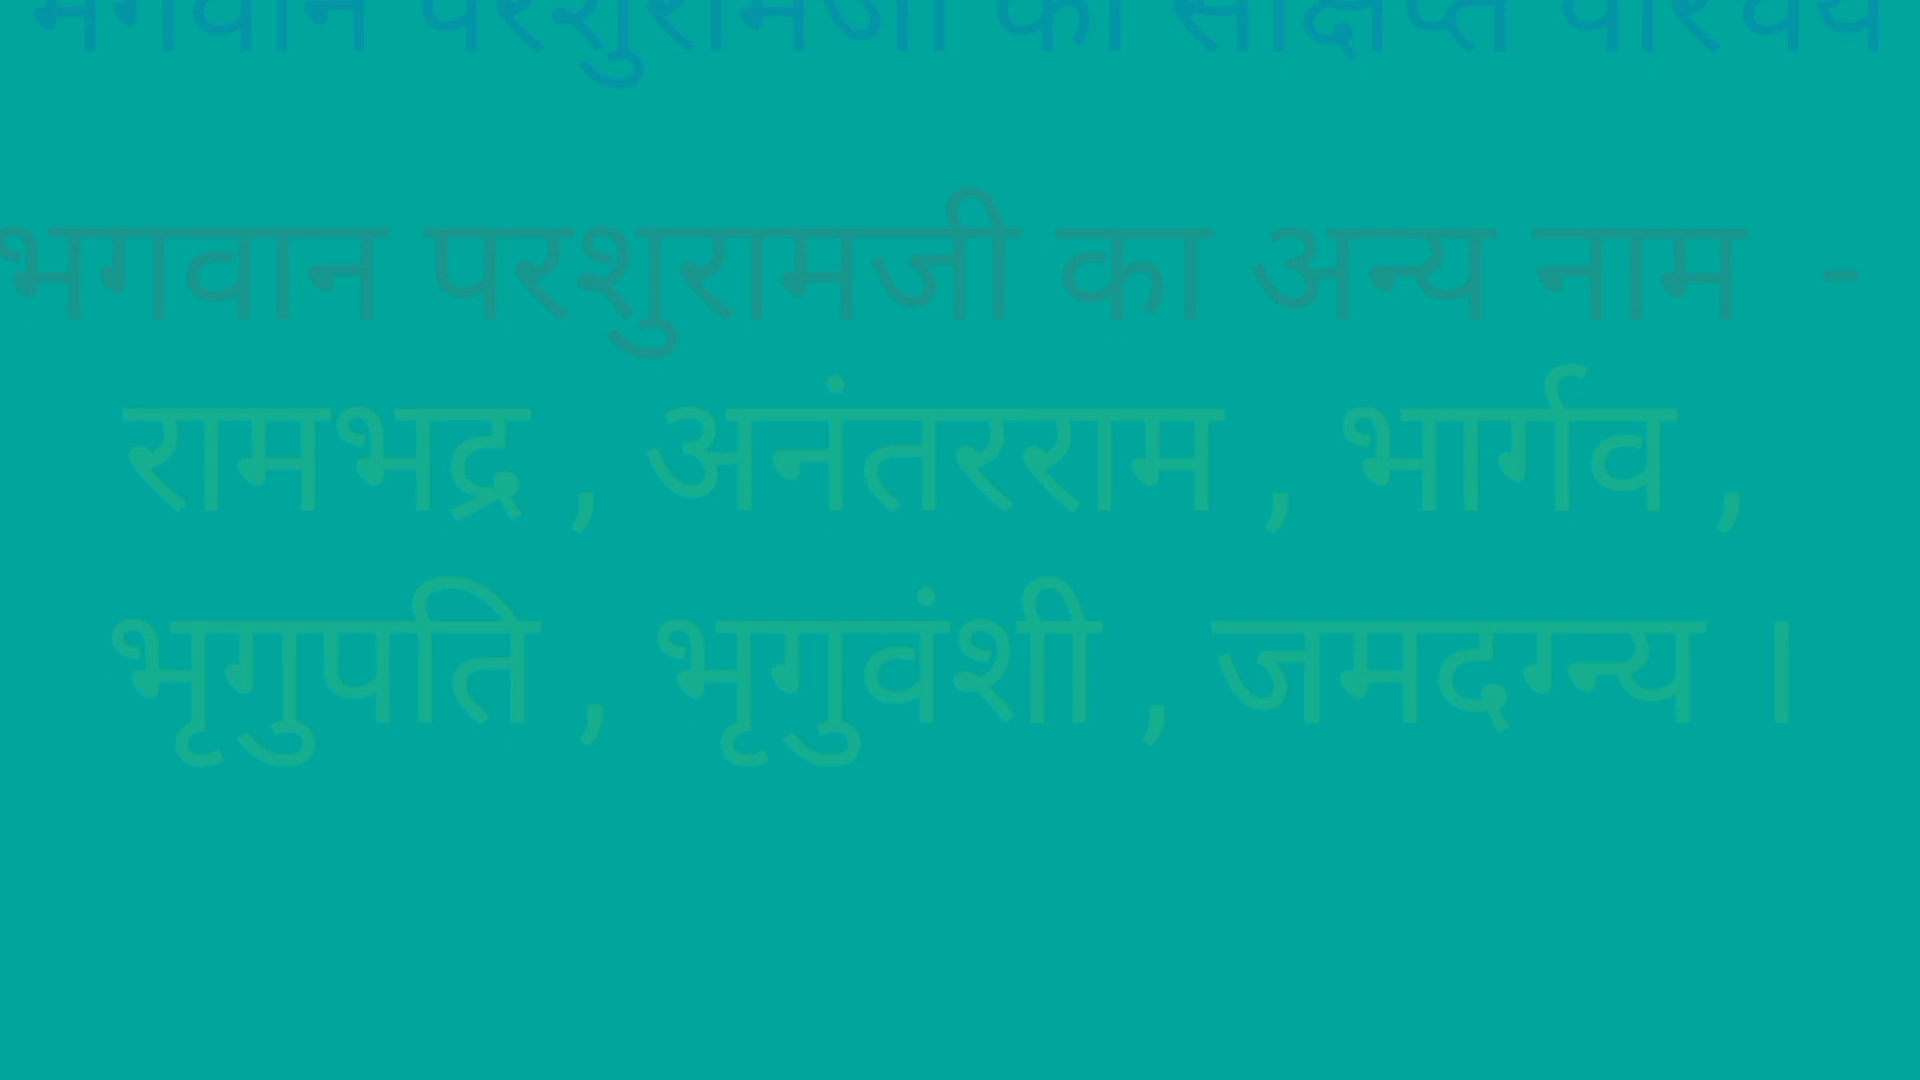 भगवान परशुरामजी का संक्षिप्त परिचय
भगवान परशुरामजी का अन्य नाम -
रामभद्र , अनंतरराम , भार्गव ,
भृगुपति , भृगुवंशी , जमदग्न्य ।